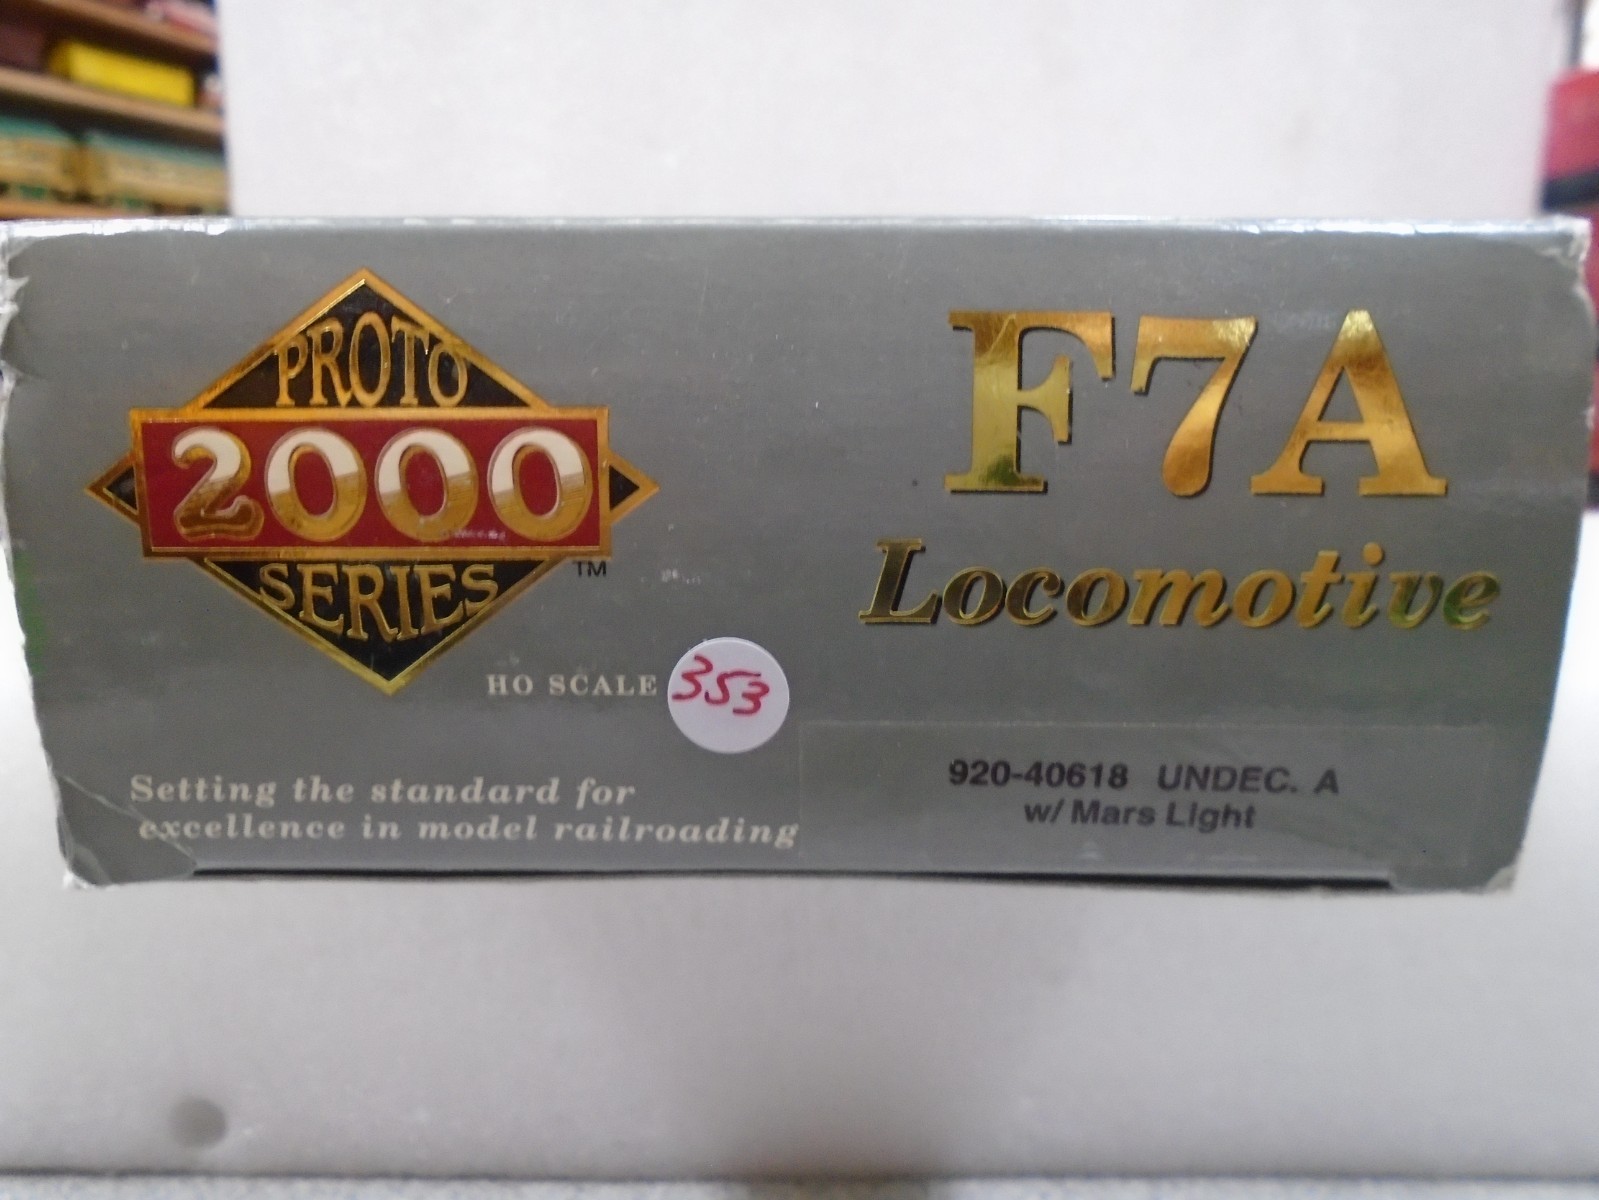 PROTO
2000
SERIES
TM
HO SCALE
353
Setting the standard for
excellence in model railroading
F7A
Locomotive
920-40618 UNDEC. A
w/ Mars Light